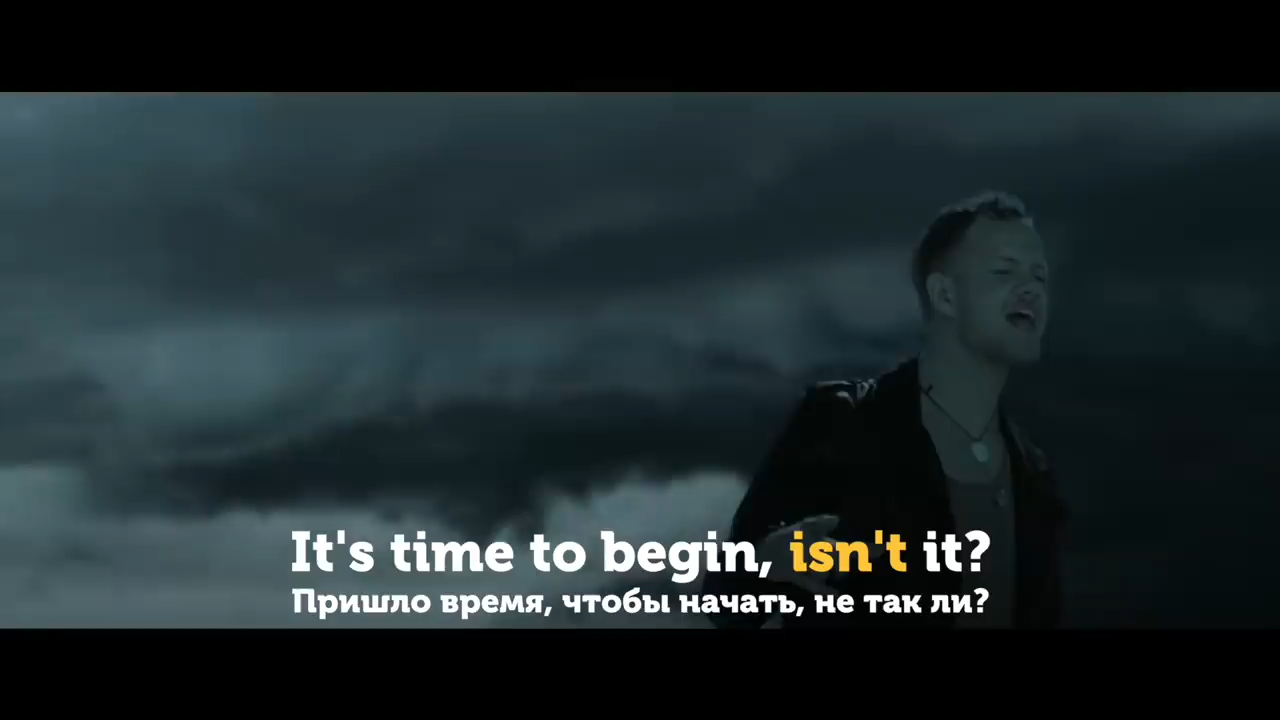 It's time to begin, isn't it?
Пришло время, чтобы начать, не так ли?